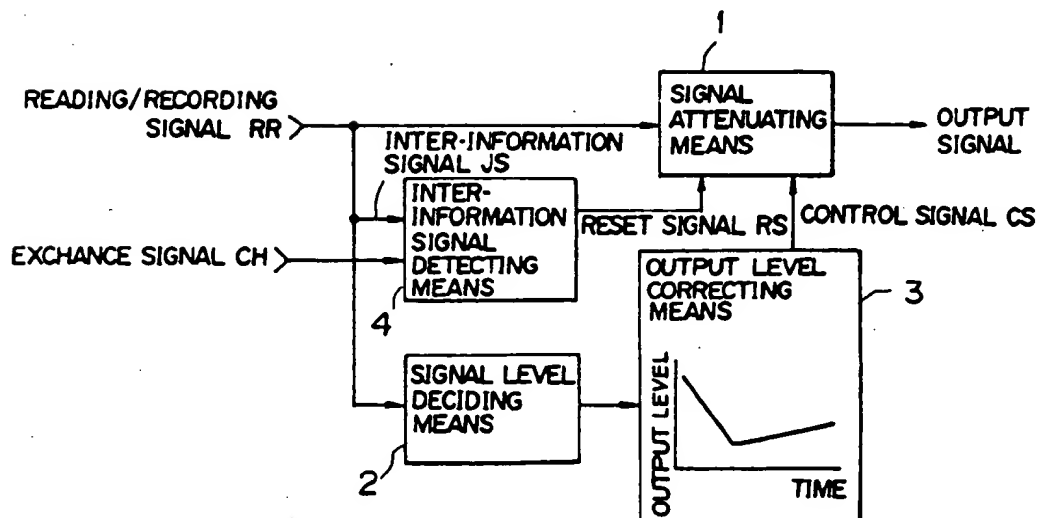 1
READING/RECORDING
SIGNAL RR
SIGNAL
ATTENUATING
MEANS
OUTPUT
SIGNAL
INTER-INFORMATION
SIGNAL JS
INTER-
INFORMATION
SIGNAL
DETECTING
MEANS
RESET SIGNAL RS
CONTROL SIGNAL CS
EXCHANCE SIGNAL CH
4
OUTPUT LEVEL
CORRECTING
MEANS
3
SIGNAL LEVEL
DECIDING
MEANS
2
OUTPUT LEVEL
TIME